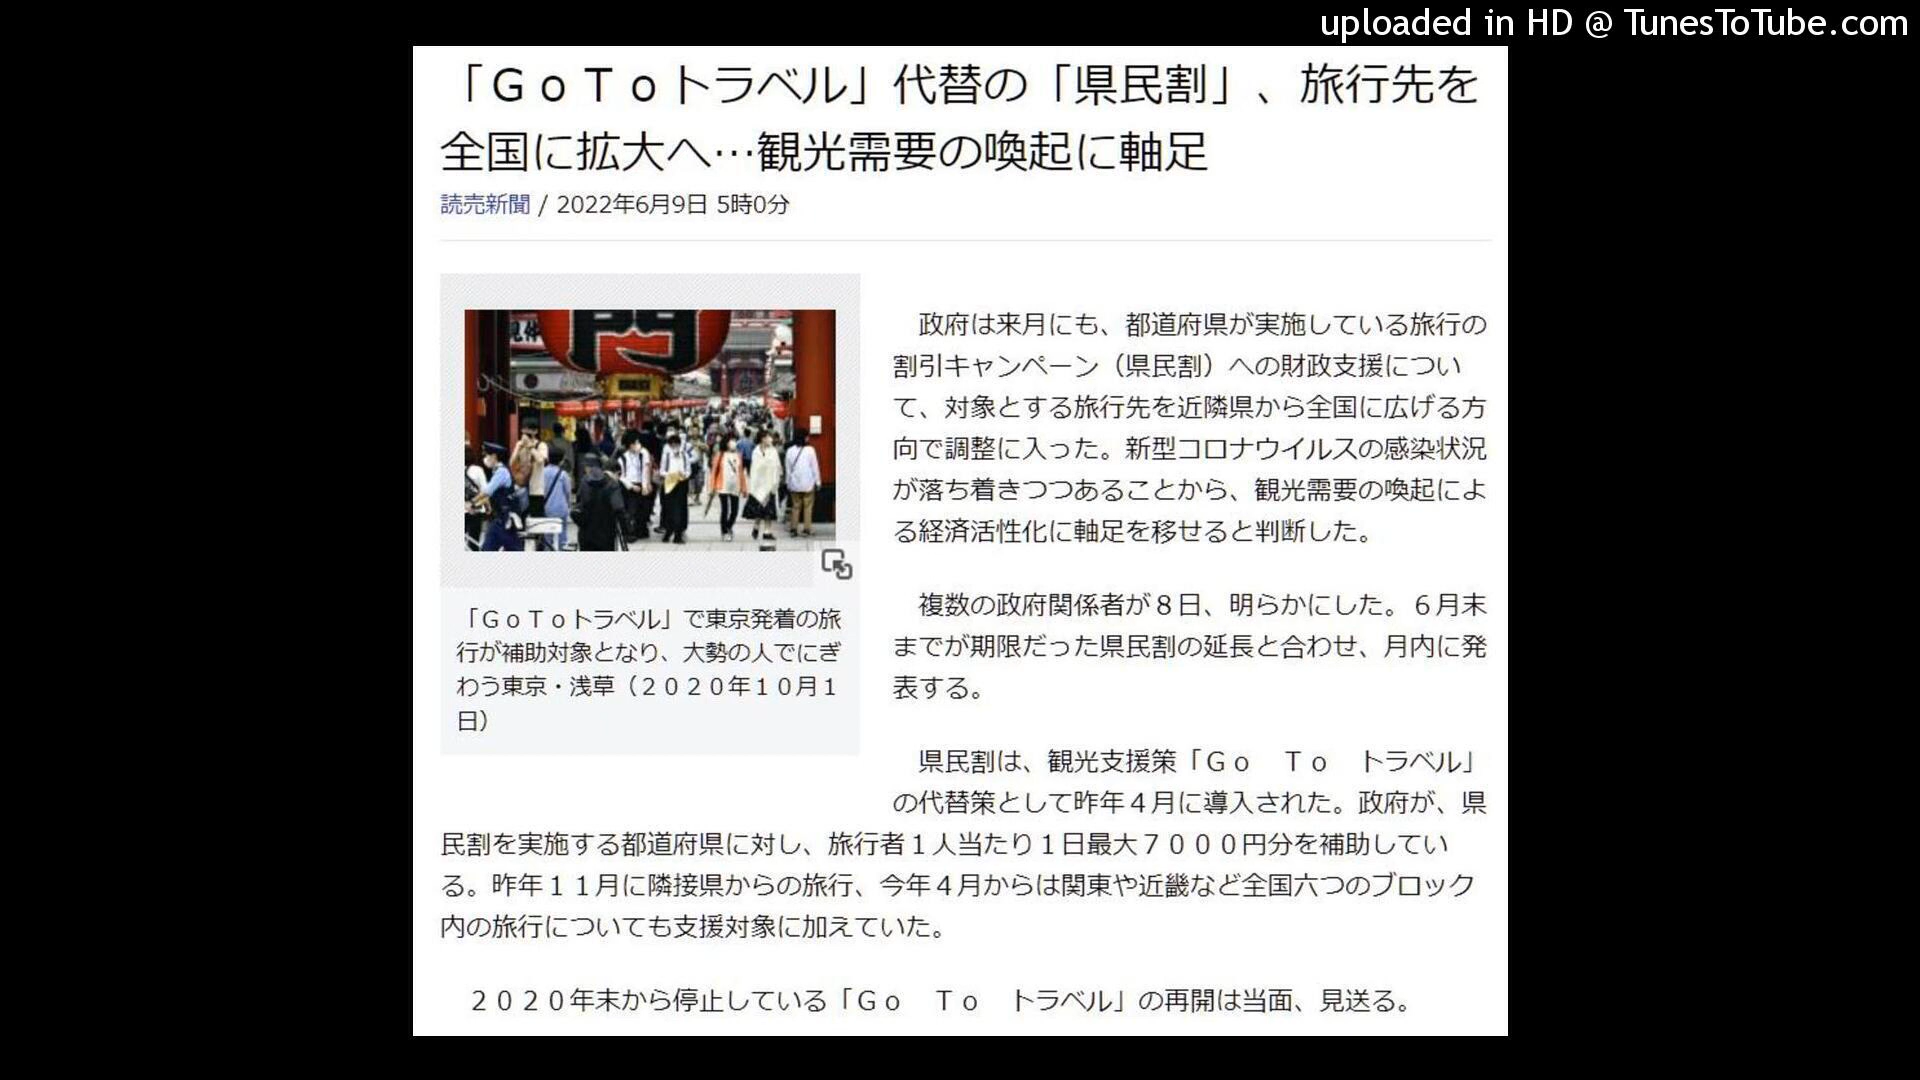 uploaded in HD @ TunesToTube.com
「ＧｏＴｏトラベル」代替の「県民割」、旅行先を
全国に拡大へ…観光需要の喚起に軸足
読売新聞 / 2022年6月9日 5時0分
「ＧｏＴｏトラベル」で東京発着の旅
行が補助対象となり、大勢の人でにぎ
わう東京・浅草（２０２０年１０月１
日）
政府は来月にも、都道府県が実施している旅行の
割引キャンペーン（県民割）への財政支援につい
て、対象とする旅行先を近隣県から全国に広げる方
向で調整に入った。新型コロナウイルスの感染状況
が落ち着きつつあることから、観光需要の喚起によ
る経済活性化に軸足を移せると判断した。
複数の政府関係者が８日、明らかにした。６月末
までが期限だった県民割の延長と合わせ、月内に発
表する。
県民割は、観光支援策「Ｇｏ　Ｔｏ　トラベル」
の代替策として昨年４月に導入された。政府が、県
民割を実施する都道府県に対し、旅行者１人当たり１日最大７０００円分を補助してい
る。昨年１１月に隣接県からの旅行、今年４月からは関東や近畿など全国六つのブロック
内の旅行についても支援対象に加えていた。
２０２０年末から停止している「Ｇｏ　Ｔｏ　トラベル」の再開は当面、見送る。